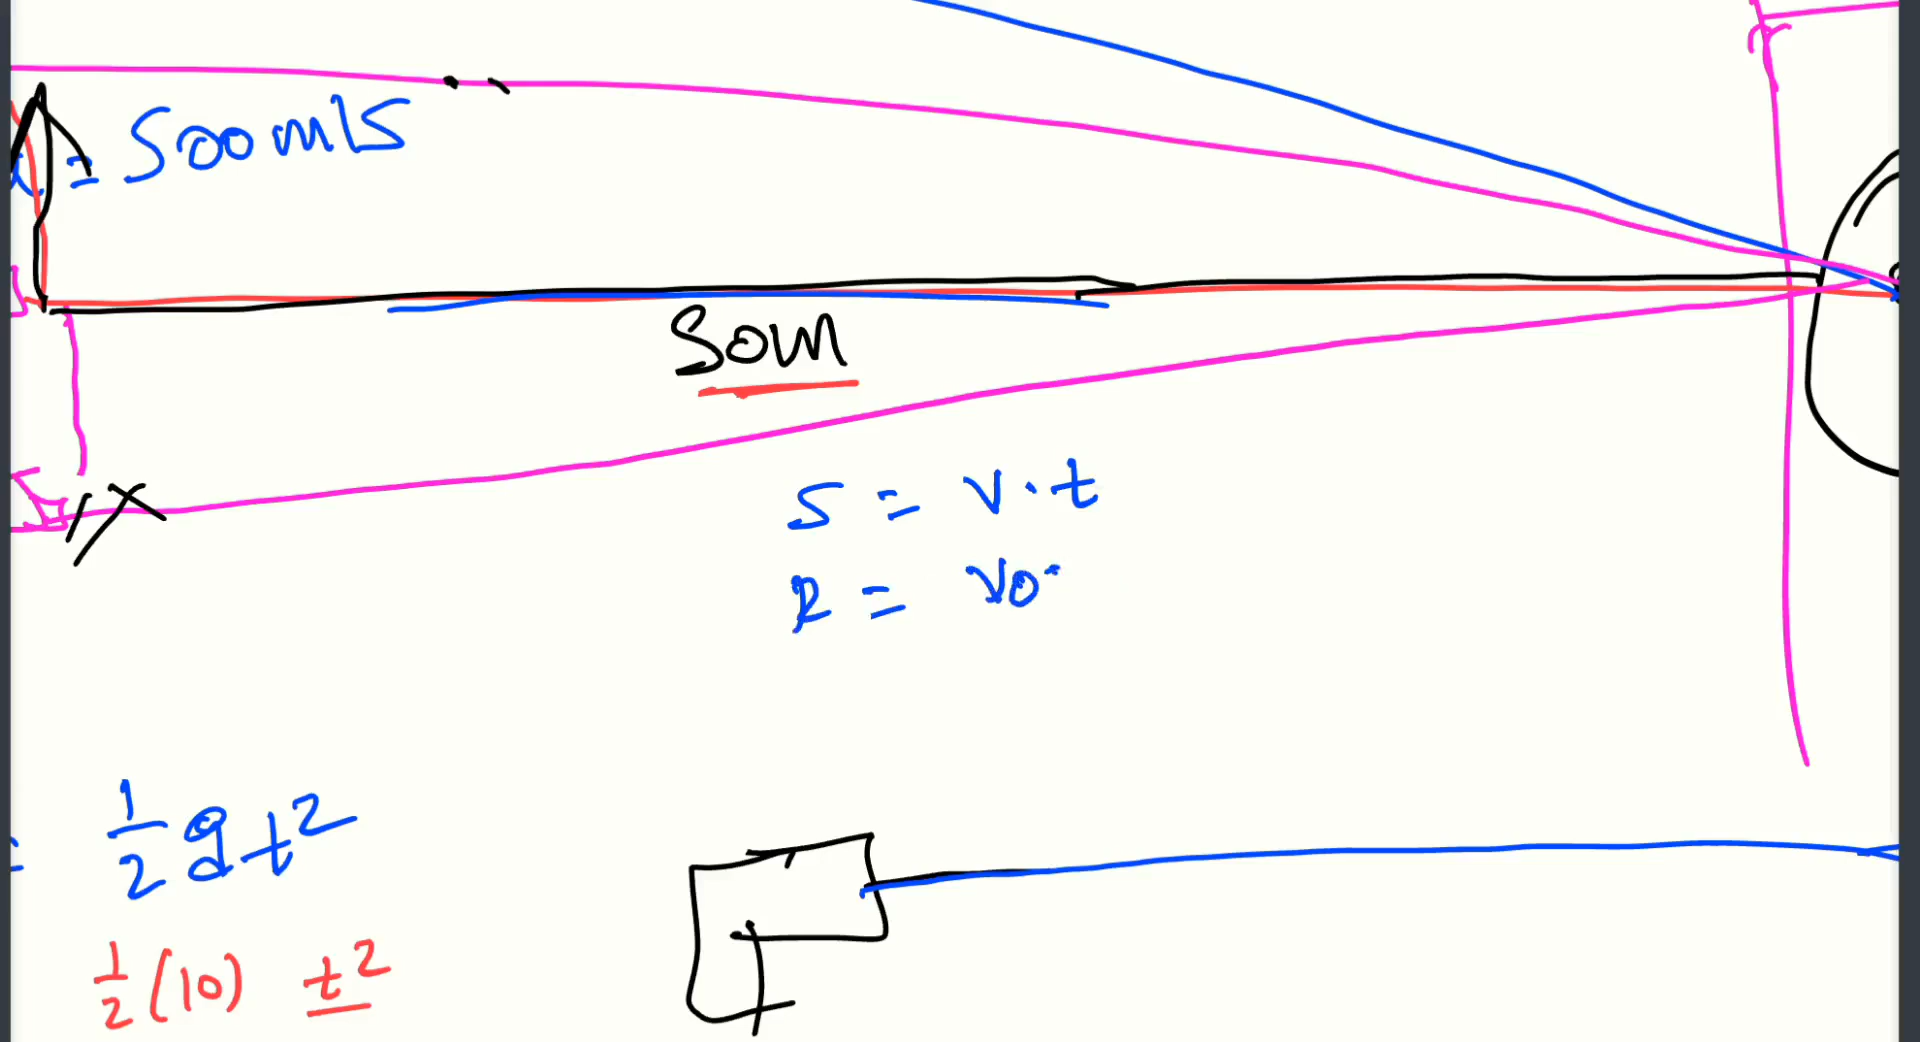 = 500 m/s
50m
S = v · t
R = v0
= 1/2 g t²
1/2 (10) t²